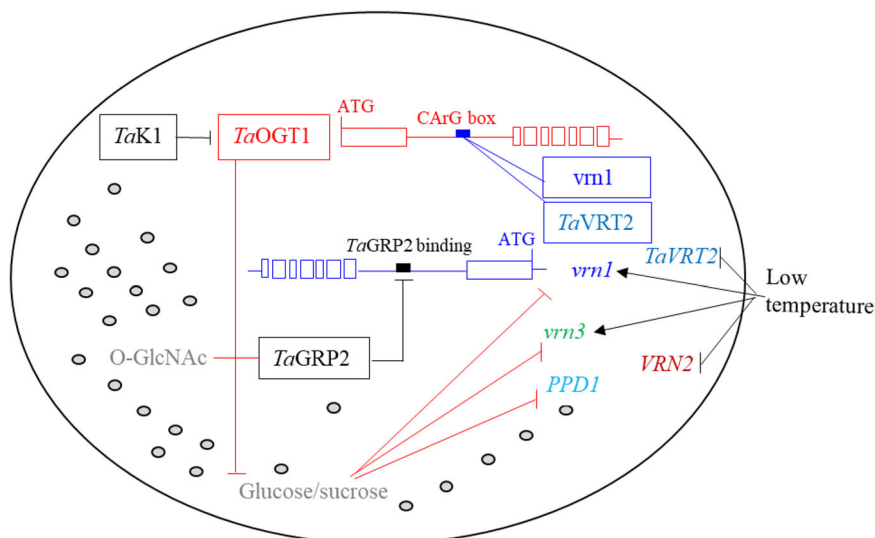 ATG
CArG box
TaK1
TaOGT1
vrn1
TaVRT2
TaGRP2 binding
ATG
vrn1
TaVRT2
Low
temperature
vrn3
O-GlcNAc
TaGRP2
VRN2
PPD1
Glucose/sucrose